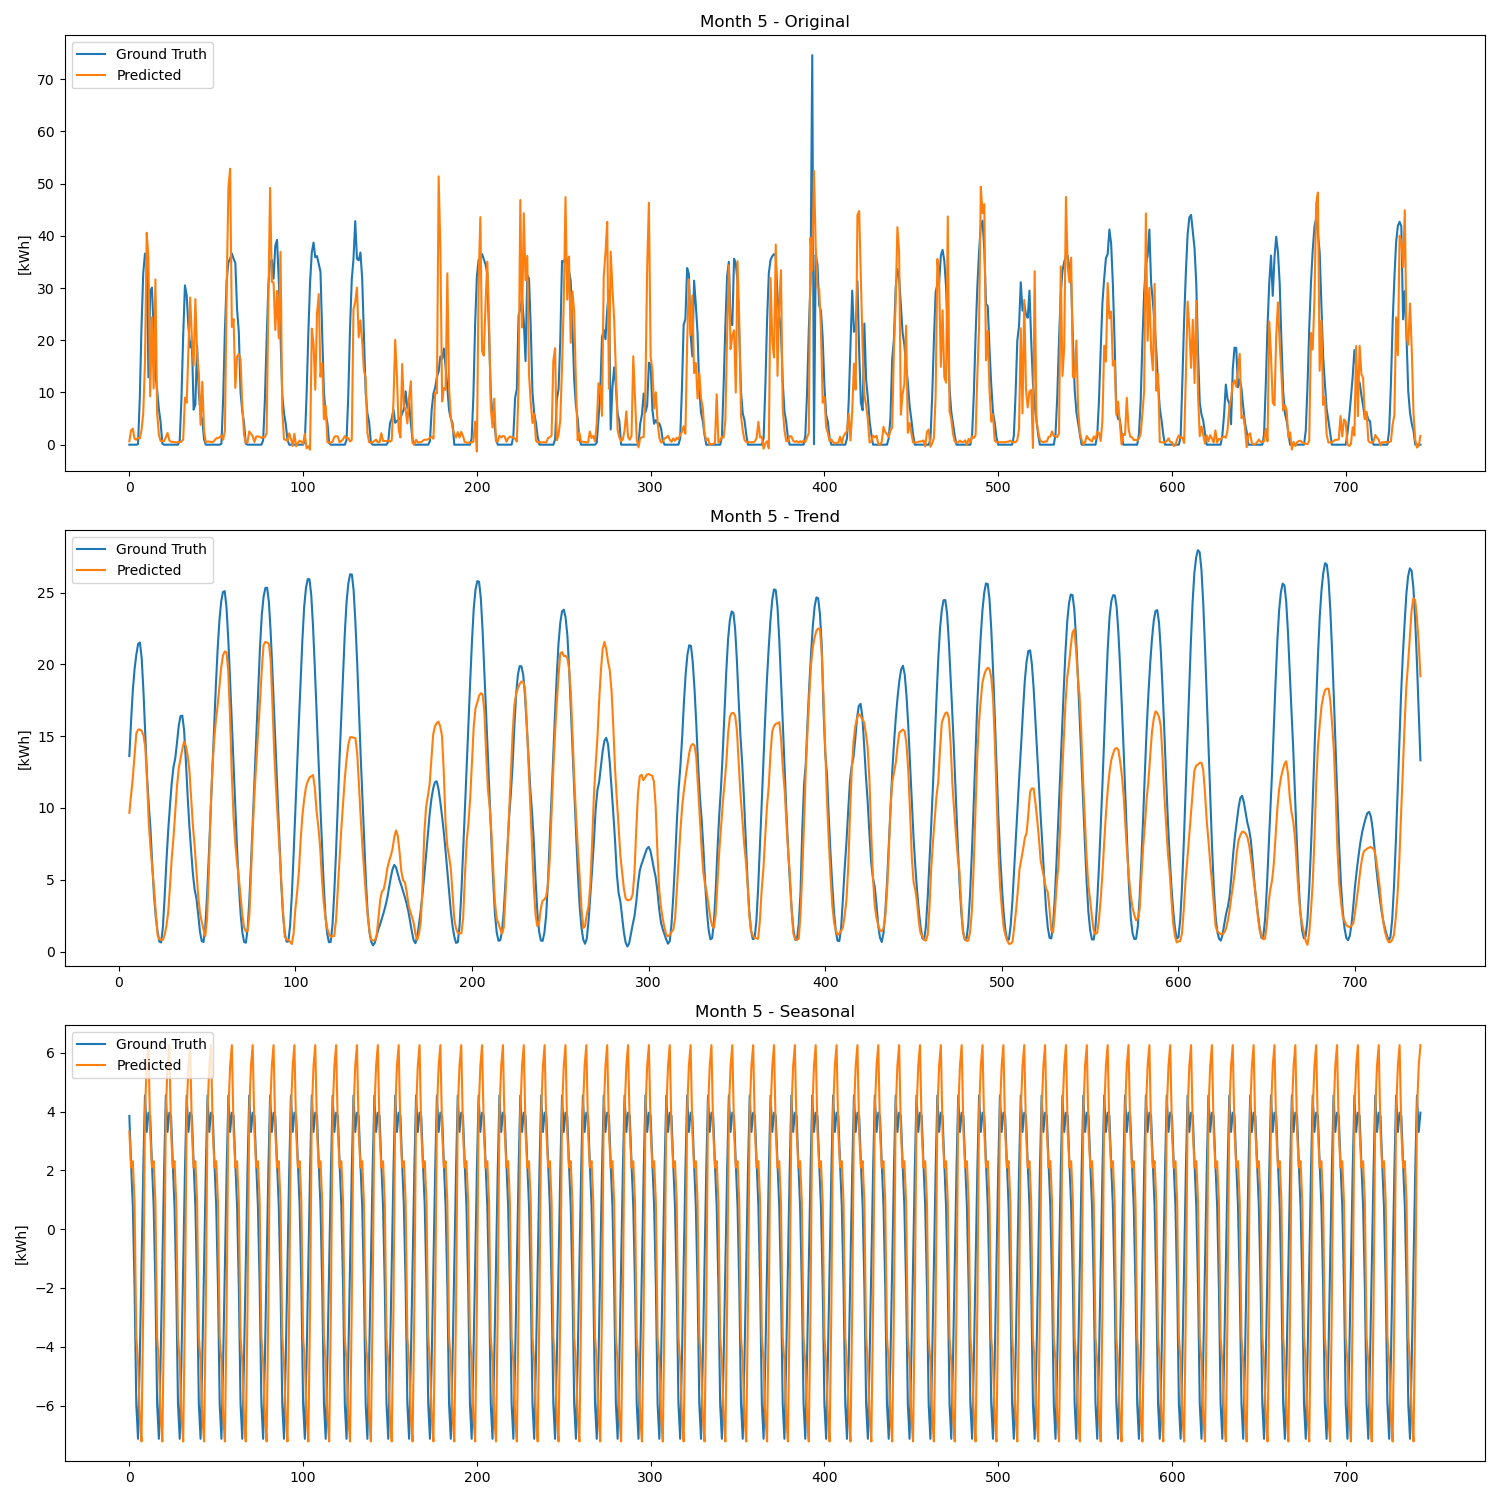 Month 5 - Original
Ground Truth
Predicted
[kWh]
70
60
50
40
30
20
10
0
0 100 200 300 400 500 600 700
Month 5 - Trend
Ground Truth
Predicted
[kWh]
25
20
15
10
5
0
0 100 200 300 400 500 600 700
Month 5 - Seasonal
Ground Truth
Predicted
[kWh]
6
4
2
0
−2
−4
−6
0 100 200 300 400 500 600 700